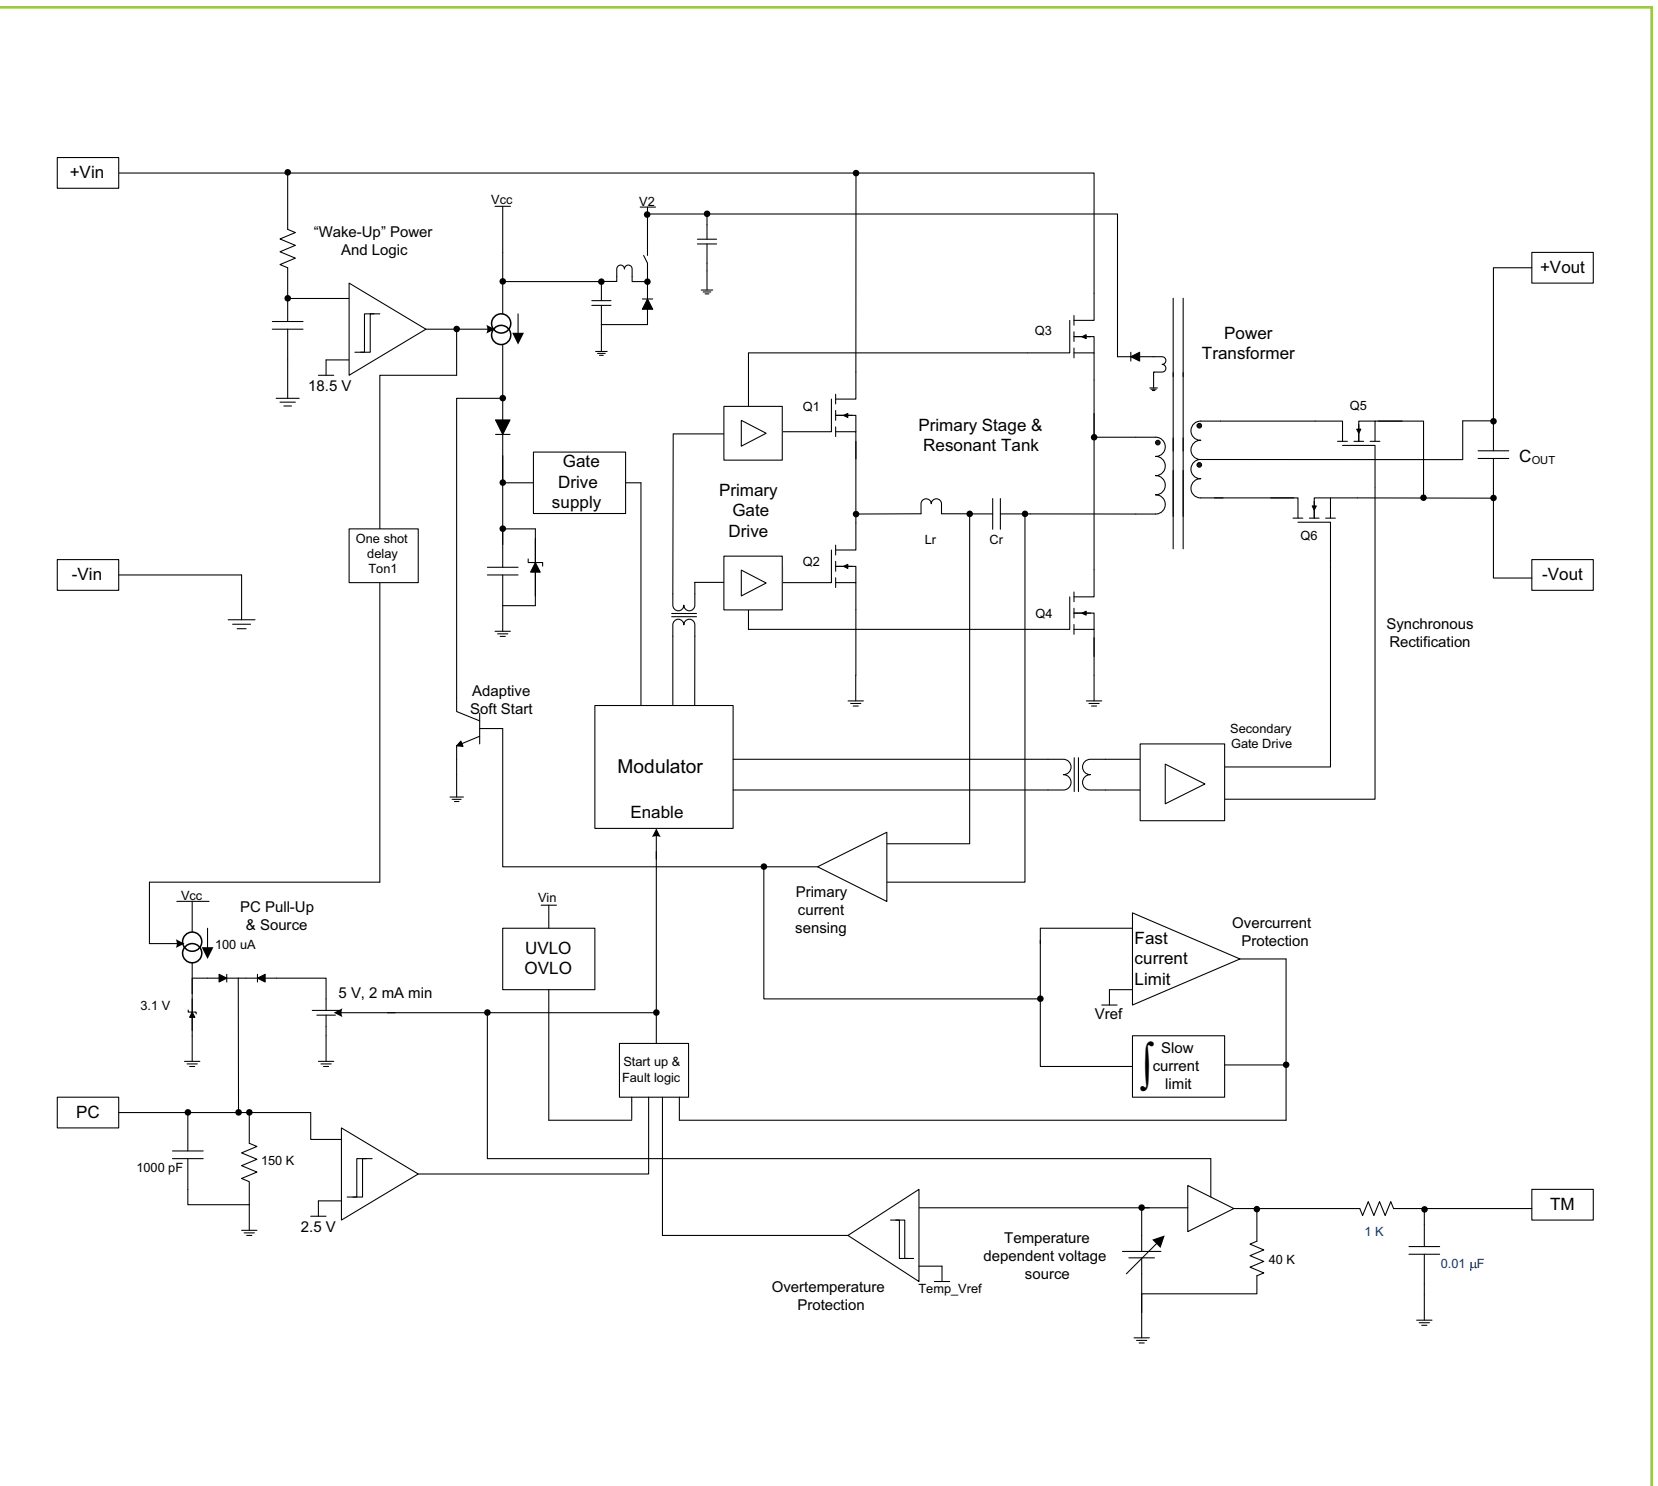 +Vin
Vcc
V2
“Wake-Up” Power
And Logic
18.5 V
+Vout
Q3
Power
Transformer
Q1
Primary Stage &
Resonant Tank
Q5
COUT
Gate
Drive
supply
Primary
Gate
Drive
Lr
Cr
Q6
One shot
delay
Ton1
-Vin
Q2
-Vout
Q4
Synchronous
Rectification
Adaptive
Soft Start
Modulator
Enable
Secondary
Gate Drive
Primary
current
sensing
Vcc
PC Pull-Up
& Source
100 uA
Vin
UVLO
OVLO
Overcurrent
Protection
Fast
current
Limit
Vref
5 V, 2 mA min
3.1 V
Start up &
Fault logic
Slow
current
limit
PC
1000 pF
150 K
2.5 V
TM
1 K
Temperature
dependent voltage
source
40 K
0.01 μF
Overtemperature
Protection
Temp_Vref